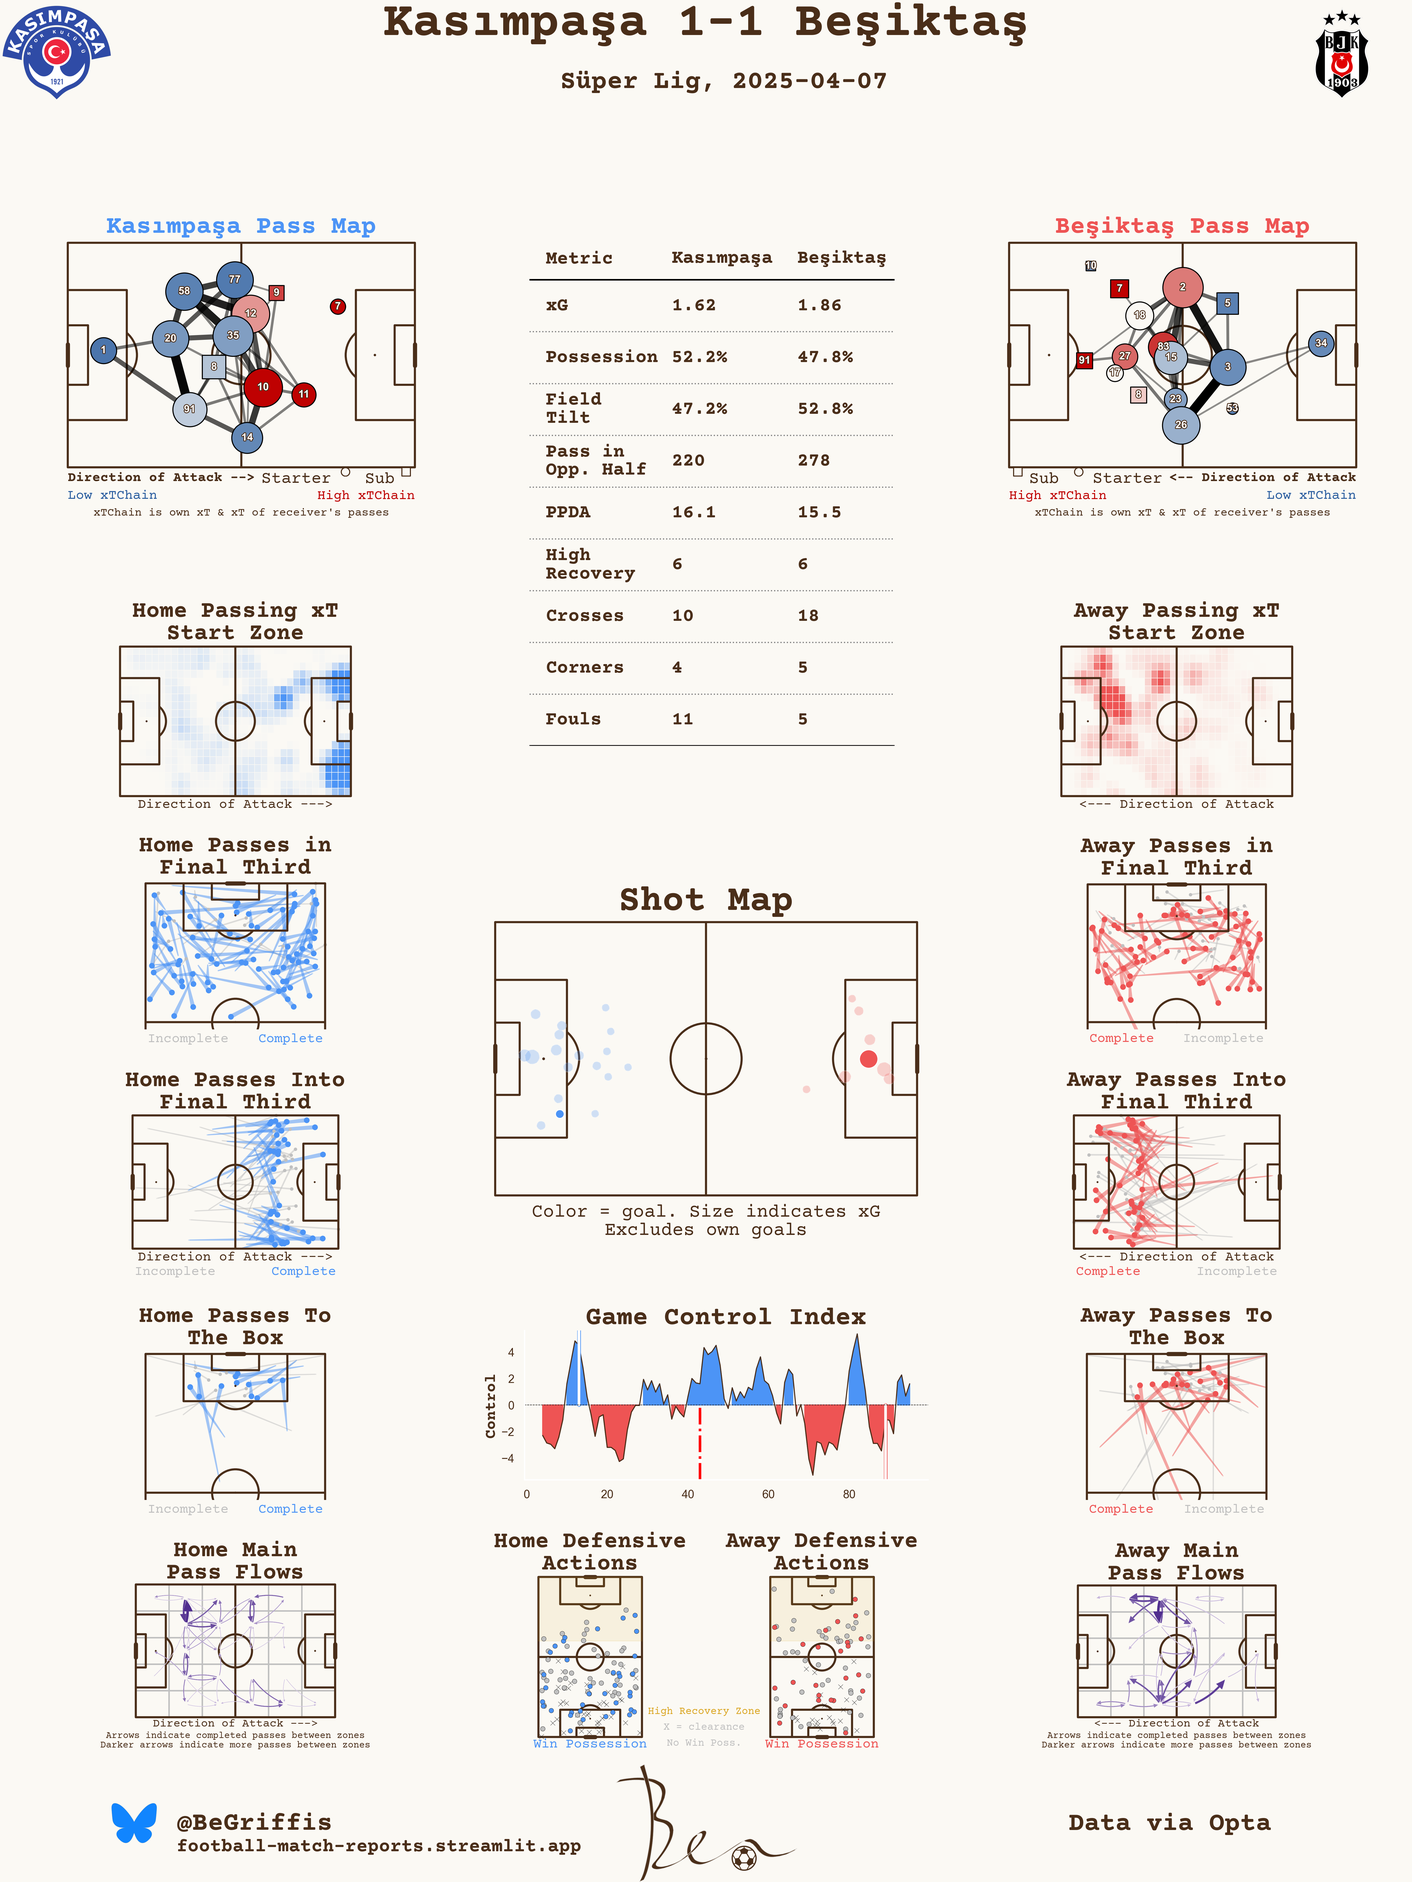 Kasımpaşa 1-1 Beşiktaş
Süper Lig, 2025-04-07
KASIMPAŞA
SPOR KULÜBÜ
1921
BJK
1903
Kasımpaşa Pass Map
58
77
9
12
7
20
35
1
8
10
11
91
14
Direction of Attack --> Starter Sub
Low xTChain High xTChain
xTChain is own xT & xT of receiver's passes
Metric Kasımpaşa Beşiktaş
xG 1.62 1.86
Possession 52.2% 47.8%
Field
Tilt 47.2% 52.8%
Pass in
Opp. Half 220 278
PPDA 16.1 15.5
High
Recovery 6 6
Crosses 10 18
Corners 4 5
Fouls 11 5
Beşiktaş Pass Map
10
7
2
5
18
83
34
91
27
15
17
3
8
23
53
26
Sub Starter <-- Direction of Attack
High xTChain Low xTChain
xTChain is own xT & xT of receiver's passes
Home Passing xT
Start Zone
Direction of Attack --->
Away Passing xT
Start Zone
<--- Direction of Attack
Home Passes in
Final Third
Incomplete Complete
Away Passes in
Final Third
Complete Incomplete
Shot Map
Color = goal. Size indicates xG
Excludes own goals
Home Passes Into
Final Third
Direction of Attack --->
Incomplete Complete
Away Passes Into
Final Third
<--- Direction of Attack
Complete Incomplete
Home Passes To
The Box
Incomplete Complete
Game Control Index
Control
4
2
0
−2
−4
0 20 40 60 80
Away Passes To
The Box
Complete Incomplete
Home Main
Pass Flows
Direction of Attack --->
Arrows indicate completed passes between zones
Darker arrows indicate more passes between zones
Home Defensive
Actions
Win Possession
Away Defensive
Actions
Win Possession
High Recovery Zone
X = clearance
No Win Poss.
Away Main
Pass Flows
<--- Direction of Attack
Arrows indicate completed passes between zones
Darker arrows indicate more passes between zones
@BeGriffis
football-match-reports.streamlit.app
Ben
Data via Opta